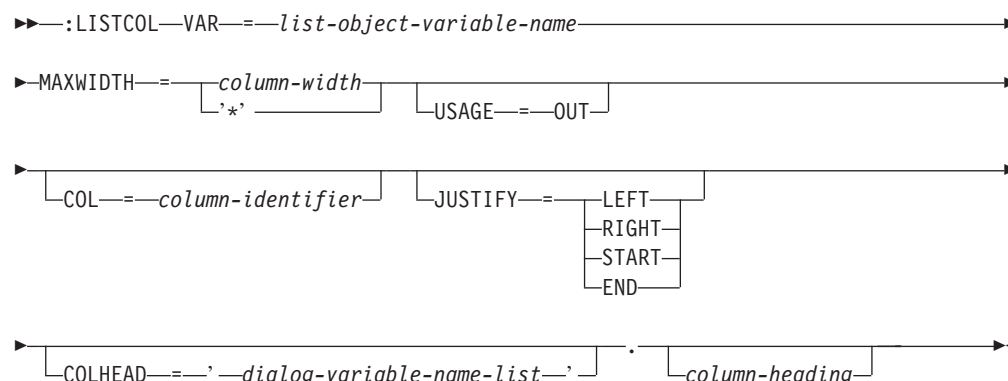 :LISTCOL VAR = list-object-variable-name
MAXWIDTH = column-width
'*'
USAGE = OUT
COL = column-identifier
JUSTIFY = LEFT
RIGHT
START
END
COLHEAD = ' dialog-variable-name-list '
.
column-heading